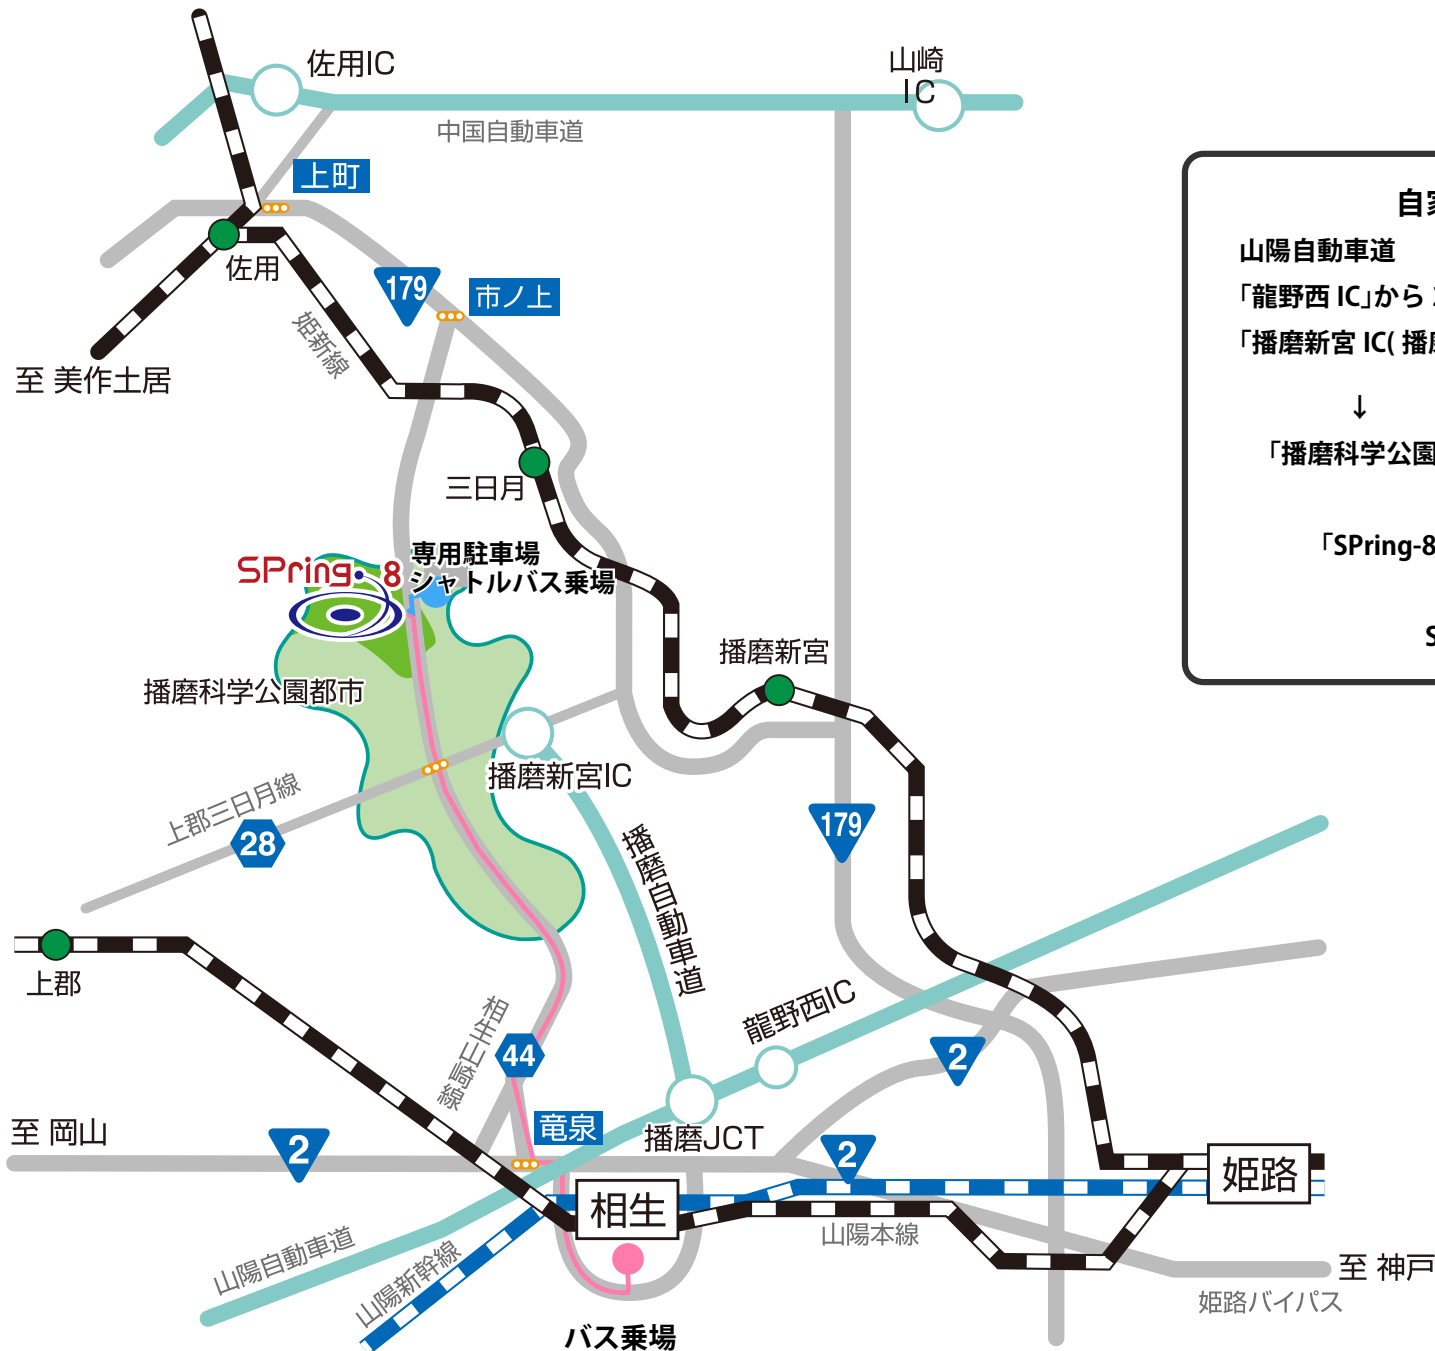 佐用IC
山崎
IC
中国自動車道
上町
佐用
179
市ノ上
姫新線
至 美作土居
三日月
自
山陽自動車道
「龍野西 IC」から
「播磨新宮 IC( 播
↓
「播磨科学公園
「SPring-8
S
専用駐車場
シャトルバス乗場
SPring-8
播磨新宮
播磨科学公園都市
播磨新宮IC
上郡三日月線
28
播磨自動車道
179
上郡
相生山崎線
44
龍野西IC
2
至 岡山
2
竜泉
播磨JCT
2
姫路
相生
山陽本線
山陽自動車道
山陽新幹線
至 神戸
姫路バイパス
バス乗場